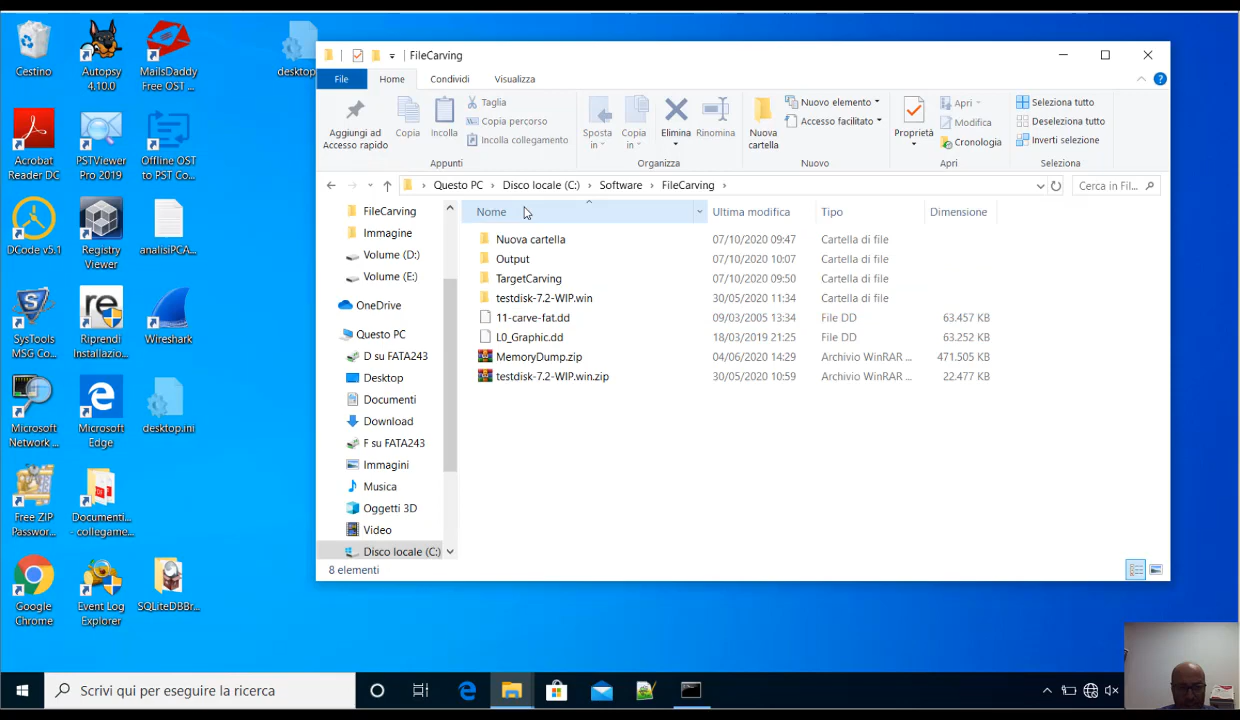 Cestino
Autopsy
4.10.0
MailsDaddy
Free OST ...
desktop
Acrobat
Reader DC
PSTViewer
Pro 2019
Offline OST
to PST Co...
DCode v5.1
Registry
Viewer
analisiPCA...
SysTools
MSG Co...
Riprendi
Installazio...
Wireshark
Microsoft
Network...
Microsoft
Edge
desktop.ini
Free ZIP
Passwor...
Documenti...
- collegame...
Google
Chrome
Event Log
Explorer
SQLiteDBBr...
FileCarving
File
Home
Condividi
Visualizza
Aggiungi ad
Accesso rapido
Copia
Incolla
Taglia
Copia percorso
Incolla collegamento
Appunti
Sposta
in
Copia
in
Elimina
Rinomina
Organizza
Nuova
cartella
Nuovo elemento
Accesso facilitato
Nuovo
Proprietà
Apri
Modifica
Cronologia
Apri
Seleziona tutto
Deseleziona tutto
Inverti selezione
Selezione
Questo PC > Disco locale (C:) > Software > FileCarving >
Cerca in Fil...
FileCarving
Immagine
Volume (D:)
Volume (E:)
OneDrive
Questo PC
D su FATA243
Desktop
Documenti
Download
F su FATA243
Immagini
Musica
Oggetti 3D
Video
Disco locale (C:)
Nome Ultima modifica Tipo Dimensione
Nuova cartella 07/10/2020 09:47 Cartella di file
Output 07/10/2020 10:07 Cartella di file
TargetCarving 07/10/2020 09:50 Cartella di file
testdisk-7.2-WIP.win 30/05/2020 11:34 Cartella di file
11-carve-fat.dd 09/03/2005 13:34 File DD 63.457 KB
L0_Graphic.dd 18/03/2019 21:25 File DD 63.252 KB
MemoryDump.zip 04/06/2020 14:29 Archivio WinRAR ... 471.505 KB
testdisk-7.2-WIP.win.zip 30/05/2020 10:59 Archivio WinRAR ... 22.477 KB
8 elementi
Scrivi qui per eseguire la ricerca